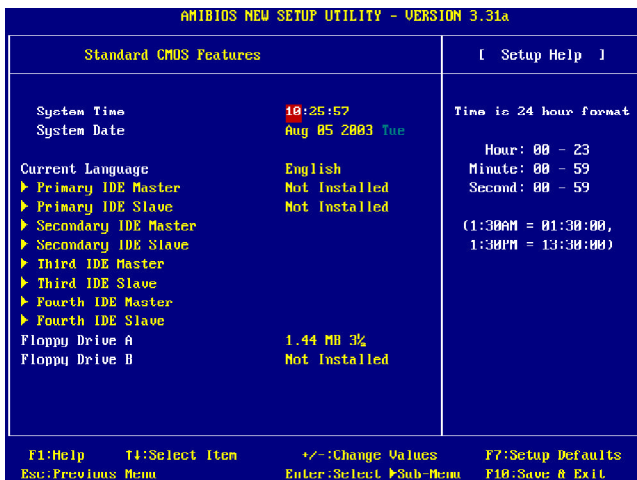 AMIBIOS NEW SETUP UTILITY - VERSION 3.31a
Standard CMOS Features
[ Setup Help ]
System Time 10:25:57
System Date Aug 05 2003 Tue
Current Language English
▶ Primary IDE Master Not Installed
▶ Primary IDE Slave Not Installed
▶ Secondary IDE Master
▶ Secondary IDE Slave
▶ Third IDE Master
▶ Third IDE Slave
▶ Fourth IDE Master
▶ Fourth IDE Slave
Floppy Drive A 1.44 MB 3½
Floppy Drive B Not Installed
Time is 24 hour format
Hour: 00 - 23
Minute: 00 - 59
Second: 00 - 59
(1:30AM = 01:30:00,
1:30PM = 13:30:00)
F1:Help ↑↓:Select Item +/-:Change Values F7:Setup Defaults
Esc:Previous Menu Enter:Select ▶Sub-Menu F10:Save & Exit